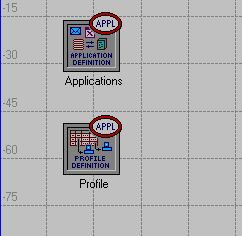 -15
APPL
-30
APPLICATION
DEFINITION
Applications
-45
APPL
-60
PROFILE
DEFINITION
Profile
-75